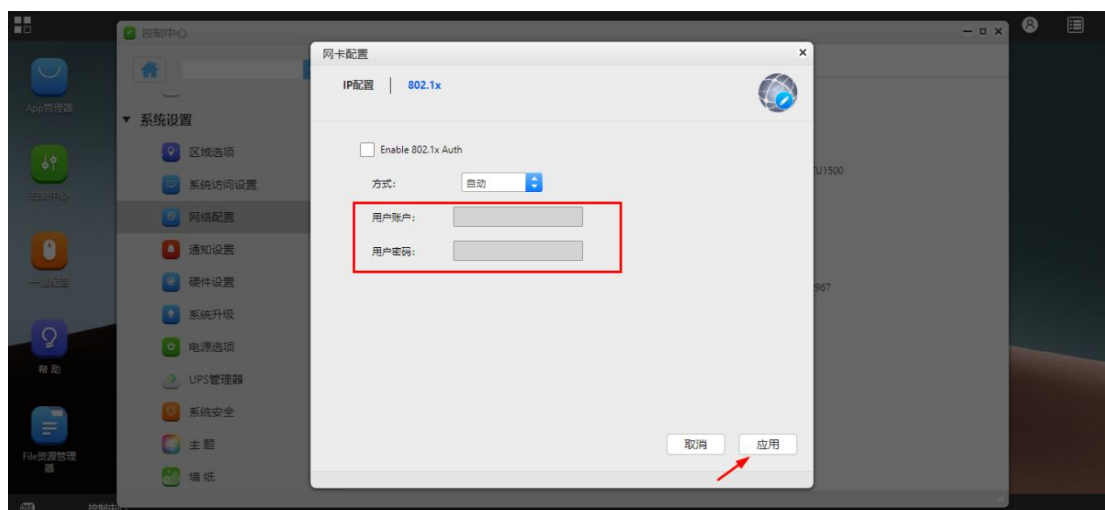 控制中心
网卡配置
IP配置 | 802.1x
App管理器
系统设置
区域选项
Enable 802.1x Auth
TU1500
系统访问设置
方式: 自动
控制中心
网络配置
用户账户:
通知设置
用户密码:
硬件设置
967
系统升级
电源选项
帮 助
UPS管理器
系统安全
主 题
取消 应用
File资源管理
器
墙 纸